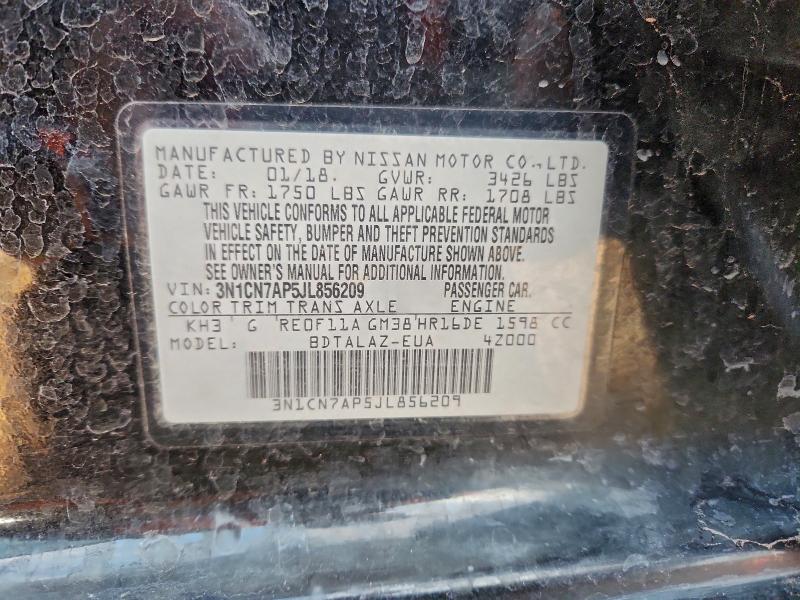 MANUFACTURED BY NISSAN MOTOR CO.,LTD.
DATE: 01/18. GVWR: 3426 LBS
GAWR FR: 1750 LBS GAWR RR: 1708 LBS
THIS VEHICLE CONFORMS TO ALL APPLICABLE FEDERAL MOTOR
VEHICLE SAFETY, BUMPER AND THEFT PREVENTION STANDARDS
IN EFFECT ON THE DATE OF MANUFACTURE SHOWN ABOVE.
SEE OWNER'S MANUAL FOR ADDITIONAL INFORMATION.
VIN: 3N1CN7AP5JL856209 PASSENGER CAR.
COLOR TRIM TRANS AXLE ENGINE
KH3 G RE0F11A GM38 HR16DE 1598 CC
MODEL: BDTALAZ-EUA 4Z000
3N1CN7AP5JL856209